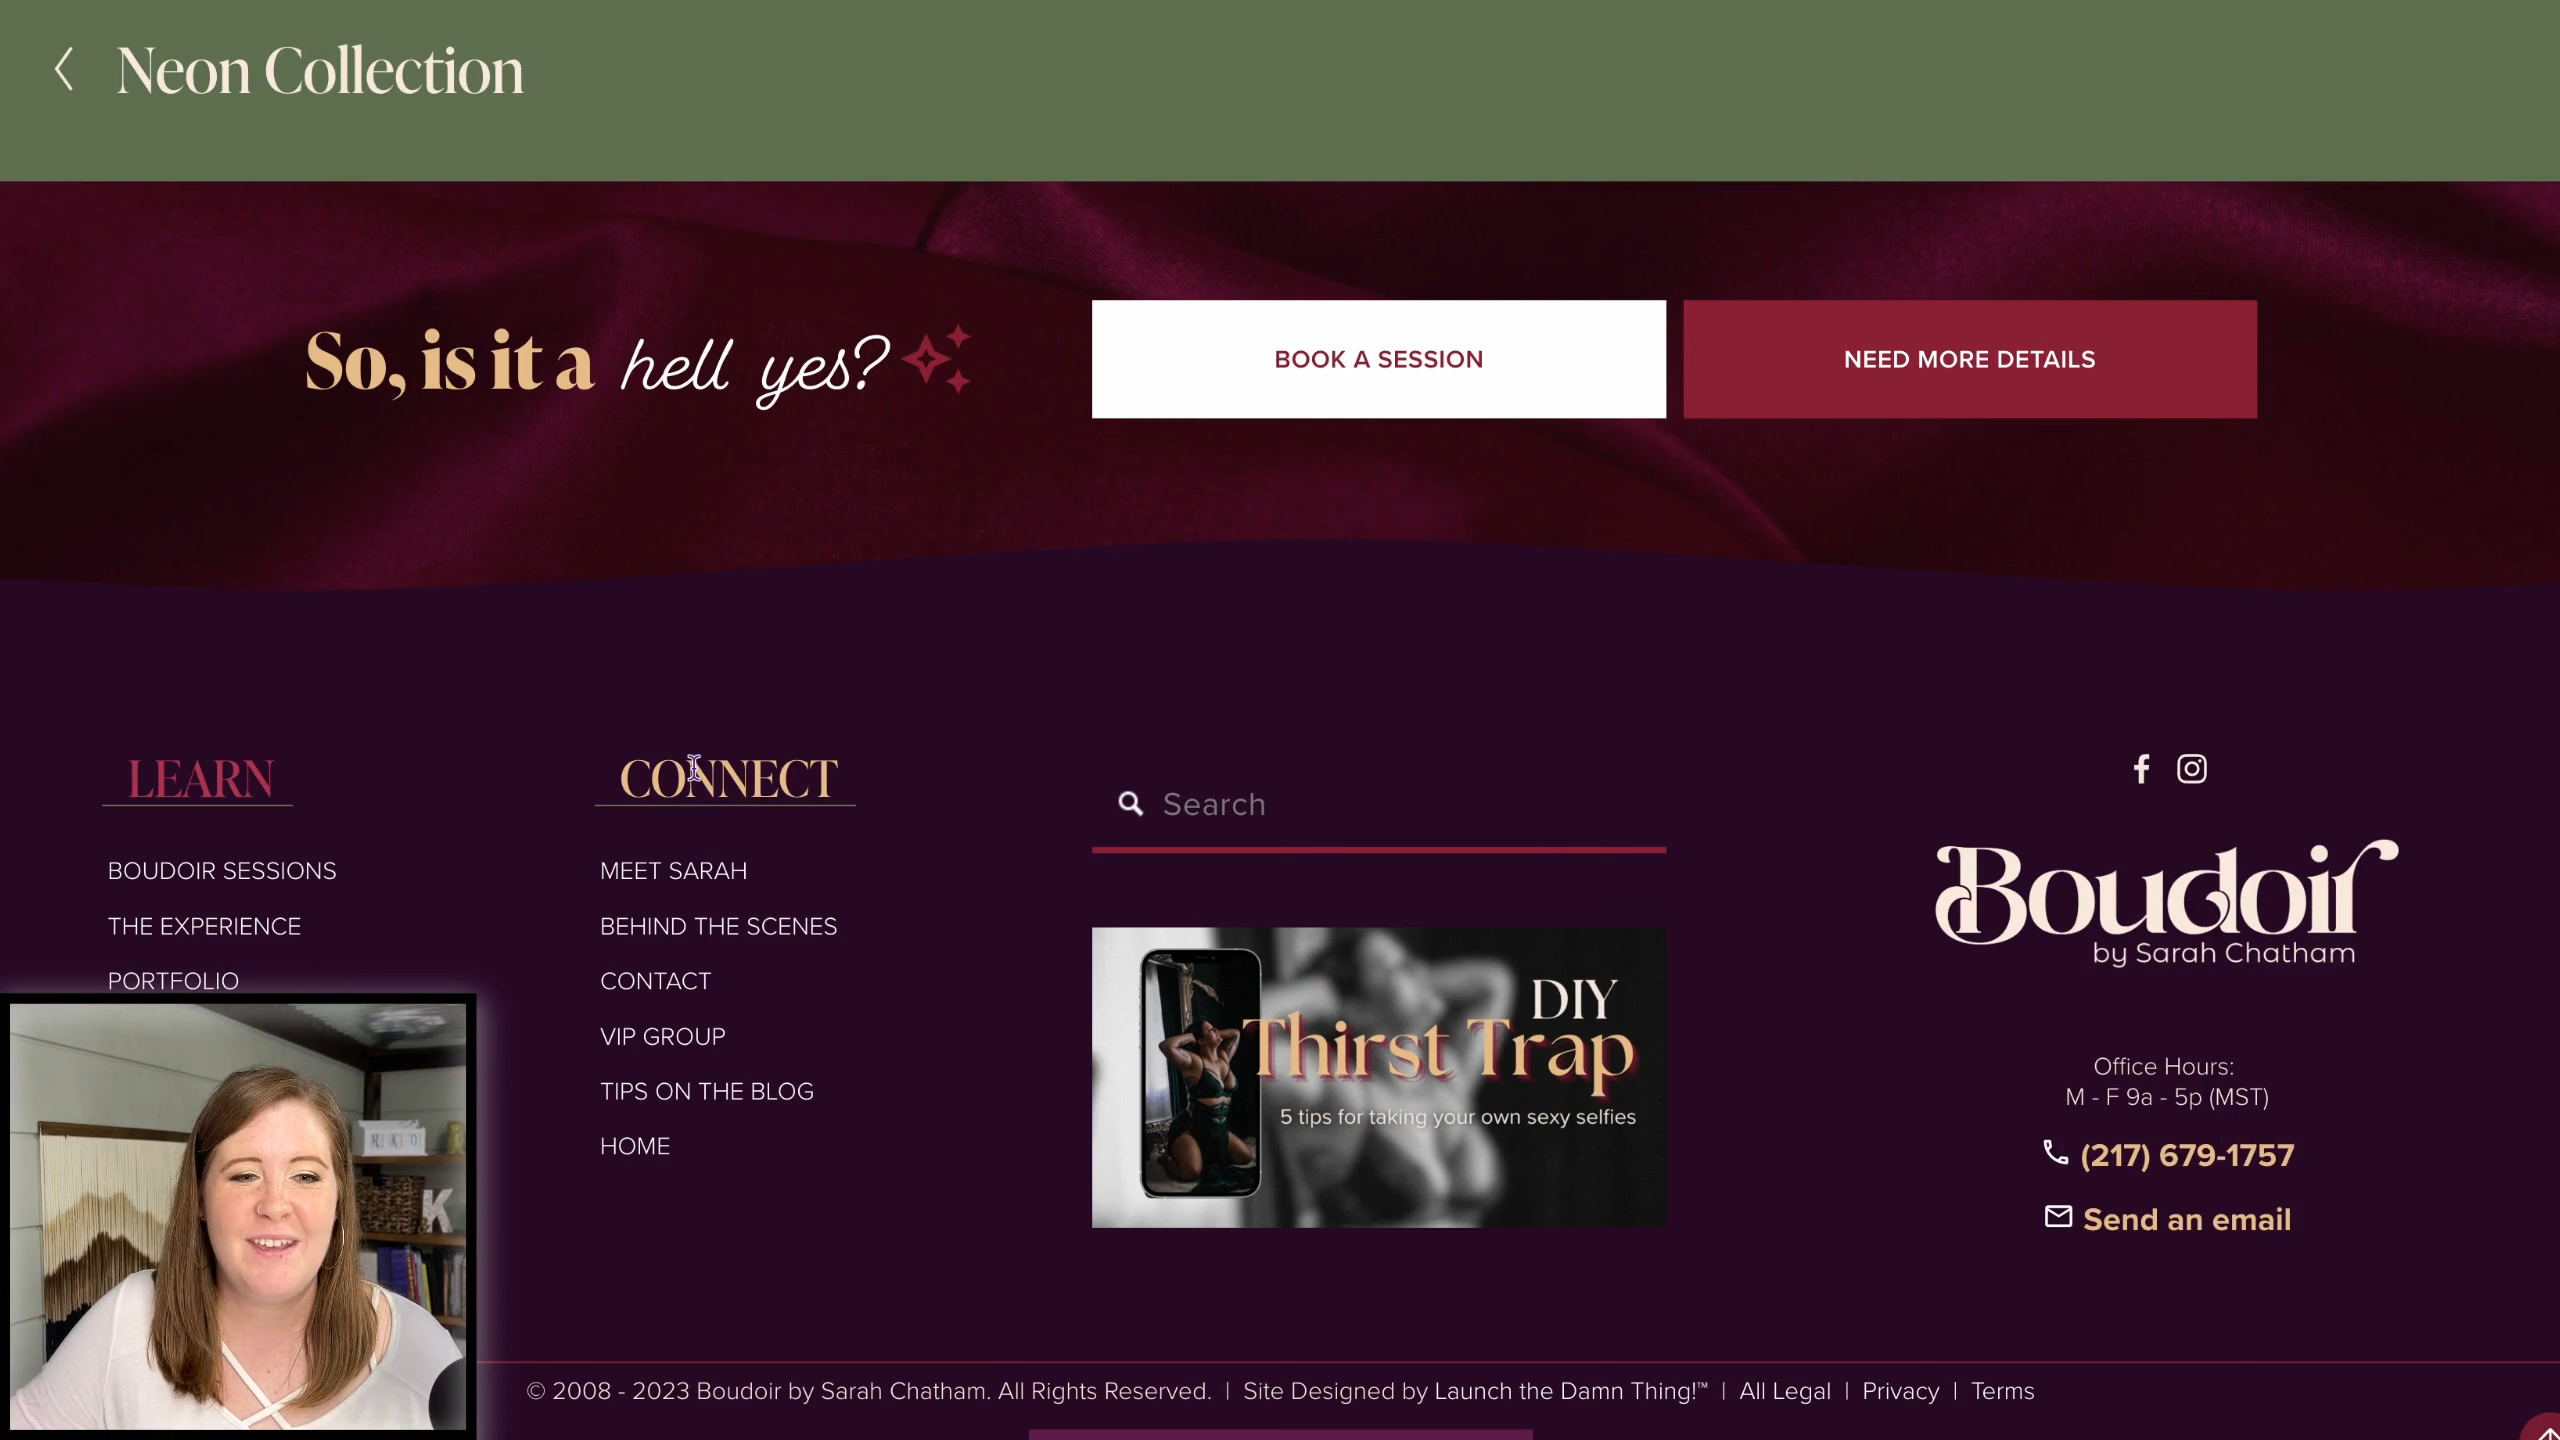 Neon Collection
So, is it a hell yes?
BOOK A SESSION
NEED MORE DETAILS
LEARN
BOUDOIR SESSIONS
THE EXPERIENCE
PORTFOLIO
CONNECT
MEET SARAH
BEHIND THE SCENES
CONTACT
VIP GROUP
TIPS ON THE BLOG
HOME
Search
DIY
Thirst Trap
5 tips for taking your own sexy selfies
Boudoir
by Sarah Chatham
Office Hours:
M - F 9a - 5p (MST)
(217) 679-1757
Send an email
READ
K
© 2008 - 2023 Boudoir by Sarah Chatham. All Rights Reserved. | Site Designed by Launch the Damn Thing!™ | All Legal | Privacy | Terms